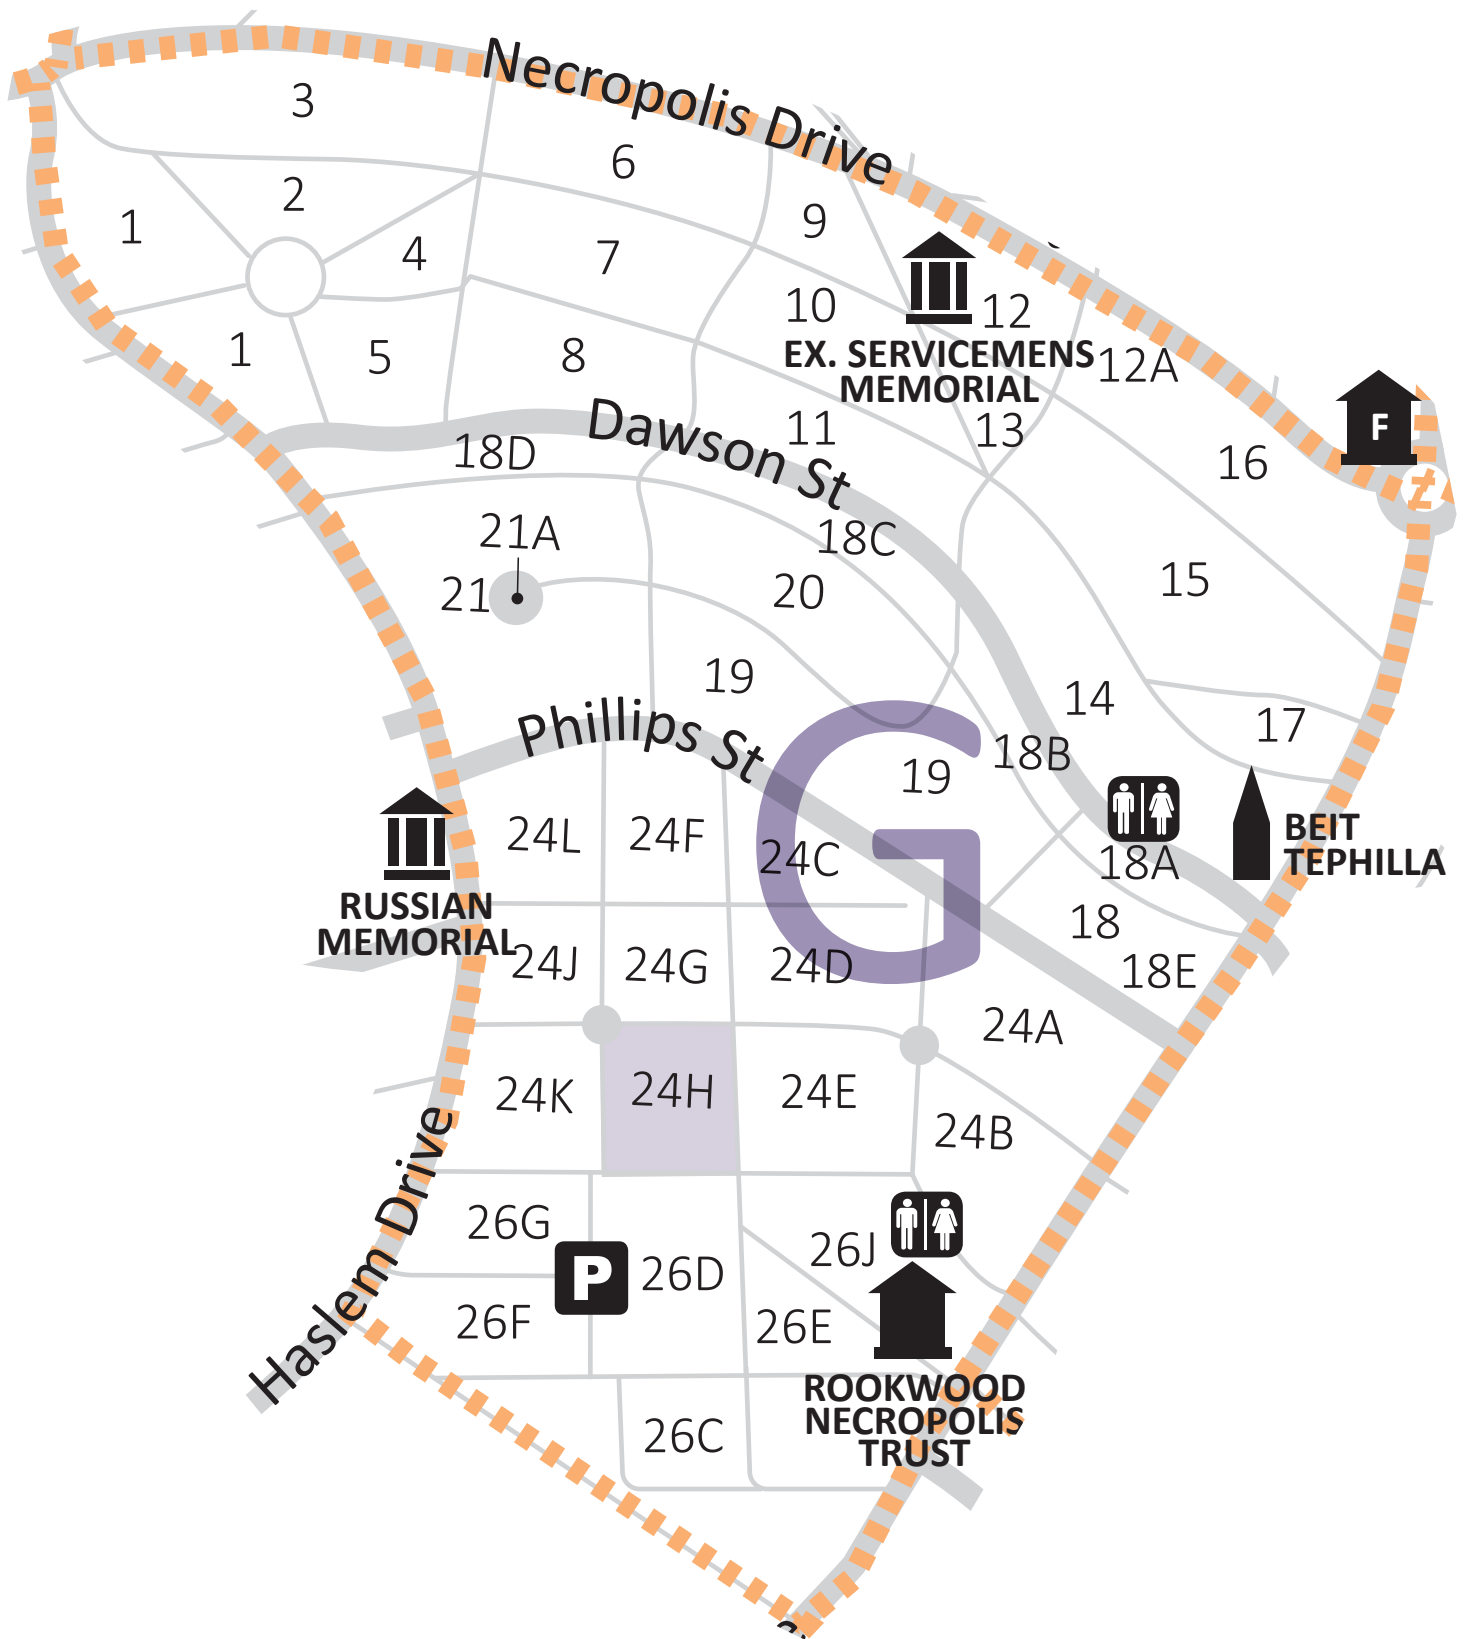 Necropolis Drive
3
6
2
1
9
4
7
10
12
1
5
8
EX. SERVICEMENS
MEMORIAL
12A
F
Dawson St
11
13
18D
16
21A
18C
21
20
15
19
14
Phillips St
G
17
18B
19
24L
24F
24C
BEIT
TEPHILLA
18A
RUSSIAN
MEMORIAL
18
24J
24G
24D
18E
24A
24K
24H
24E
24B
Haslem Drive
26G
26J
P
26D
26F
26E
ROOKWOOD
NECROPOLIS
TRUST
26C